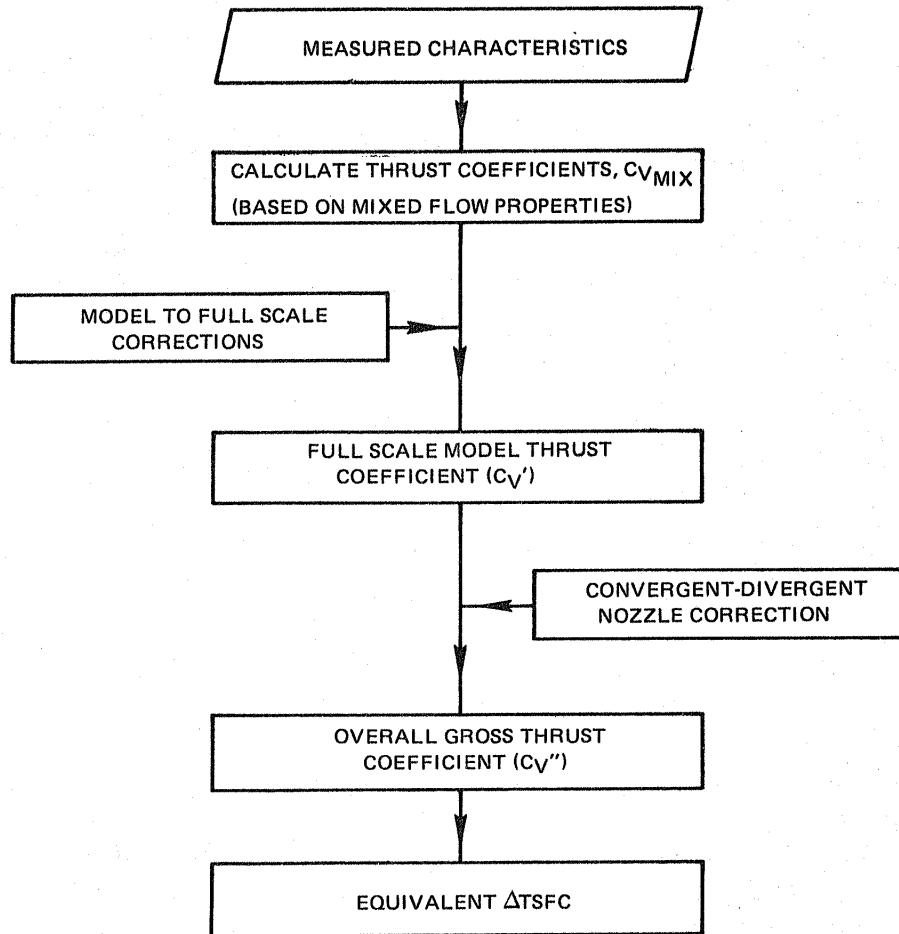 MEASURED CHARACTERISTICS
CALCULATE THRUST COEFFICIENTS, CVMIX
(BASED ON MIXED FLOW PROPERTIES)
MODEL TO FULL SCALE
CORRECTIONS
FULL SCALE MODEL THRUST
COEFFICIENT (CV')
CONVERGENT-DIVERGENT
NOZZLE CORRECTION
OVERALL GROSS THRUST
COEFFICIENT (CV'')
EQUIVALENT ΔTSFC